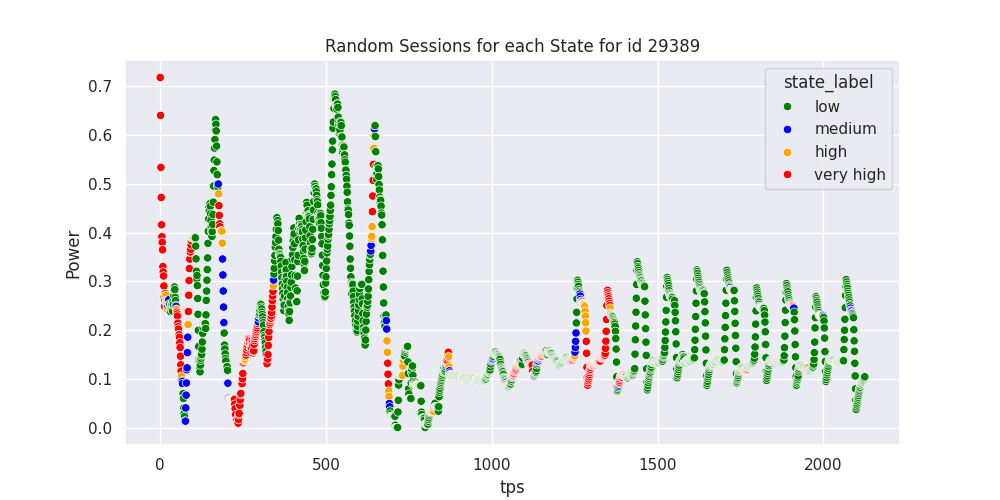 Random Sessions for each State for id 29389
state_label
low
medium
high
very high
Power
0.7
0.6
0.5
0.4
0.3
0.2
0.1
0.0
0
500
1000
1500
2000
tps